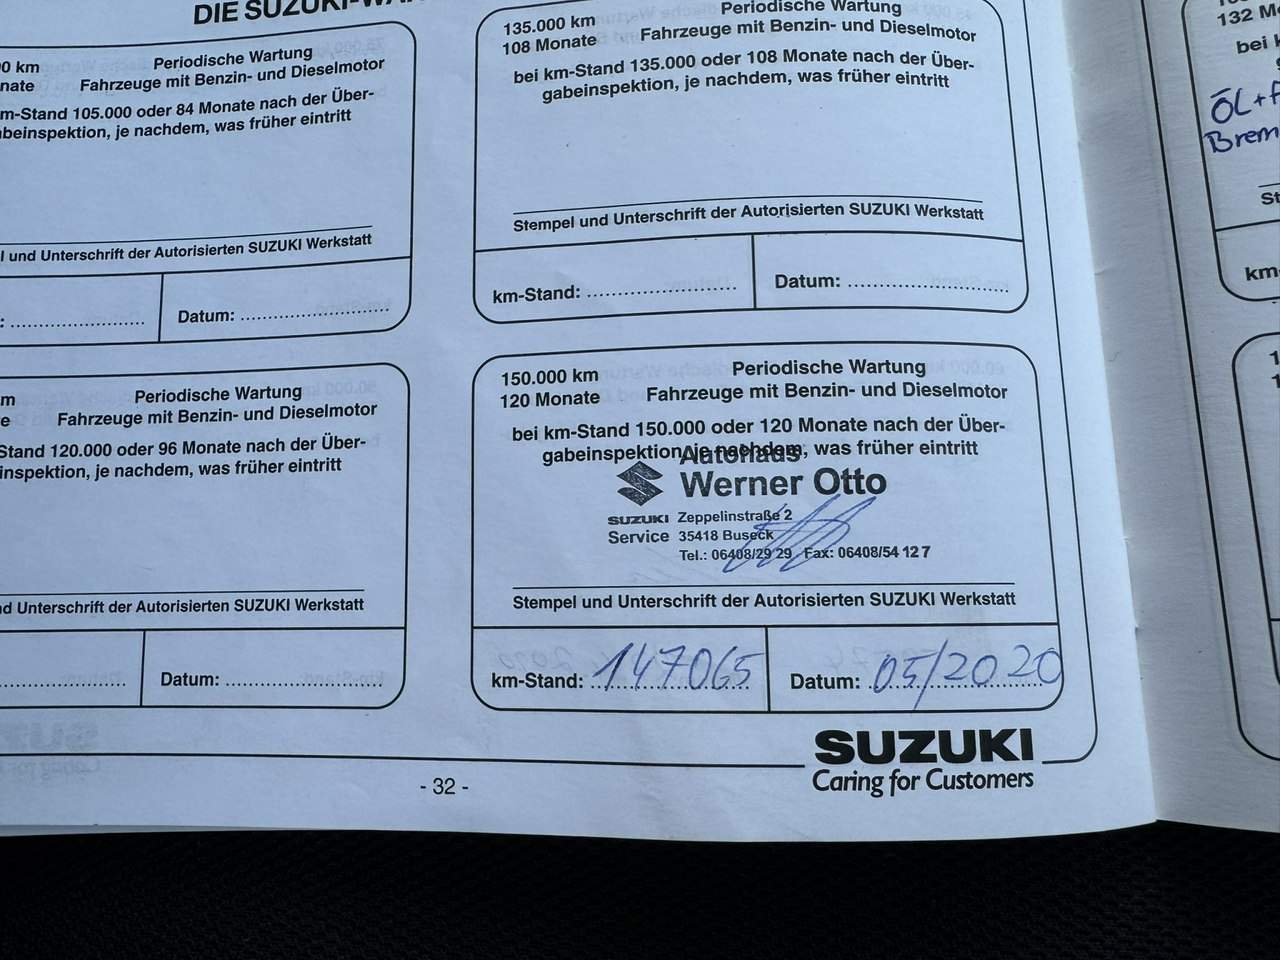 DIE SUZUKI-WA
0 km Periodische Wartung
nate Fahrzeuge mit Benzin- und Dieselmotor
m-Stand 105.000 oder 84 Monate nach der Über-
beinspektion, je nachdem, was früher eintritt
l und Unterschrift der Autorisierten SUZUKI Werkstatt
: .......................... Datum: ..............................
m Periodische Wartung
e Fahrzeuge mit Benzin- und Dieselmotor
Stand 120.000 oder 96 Monate nach der Über-
inspektion, je nachdem, was früher eintritt
d Unterschrift der Autorisierten SUZUKI Werkstatt
.......................... Datum: ..............................
135.000 km Periodische Wartung
108 Monate Fahrzeuge mit Benzin- und Dieselmotor
bei km-Stand 135.000 oder 108 Monate nach der Über-
gabeinspektion, je nachdem, was früher eintritt
Stempel und Unterschrift der Autorisierten SUZUKI Werkstatt
km-Stand: .............................. Datum: ..............................
150.000 km Periodische Wartung
120 Monate Fahrzeuge mit Benzin- und Dieselmotor
bei km-Stand 150.000 oder 120 Monate nach der Über-
gabeinspektion, je nachdem, was früher eintritt
Autohaus
Werner Otto
SUZUKI Zeppelinstraße 2
Service 35418 Buseck
Tel.: 06408/29 29 Fax: 06408/54 12 7
Stempel und Unterschrift der Autorisierten SUZUKI Werkstatt
km-Stand: 147065 Datum: 05/2020
SUZUKI
Caring for Customers
- 32 -
132 Mo
bei k
ÖL+F
Brem
St
km-